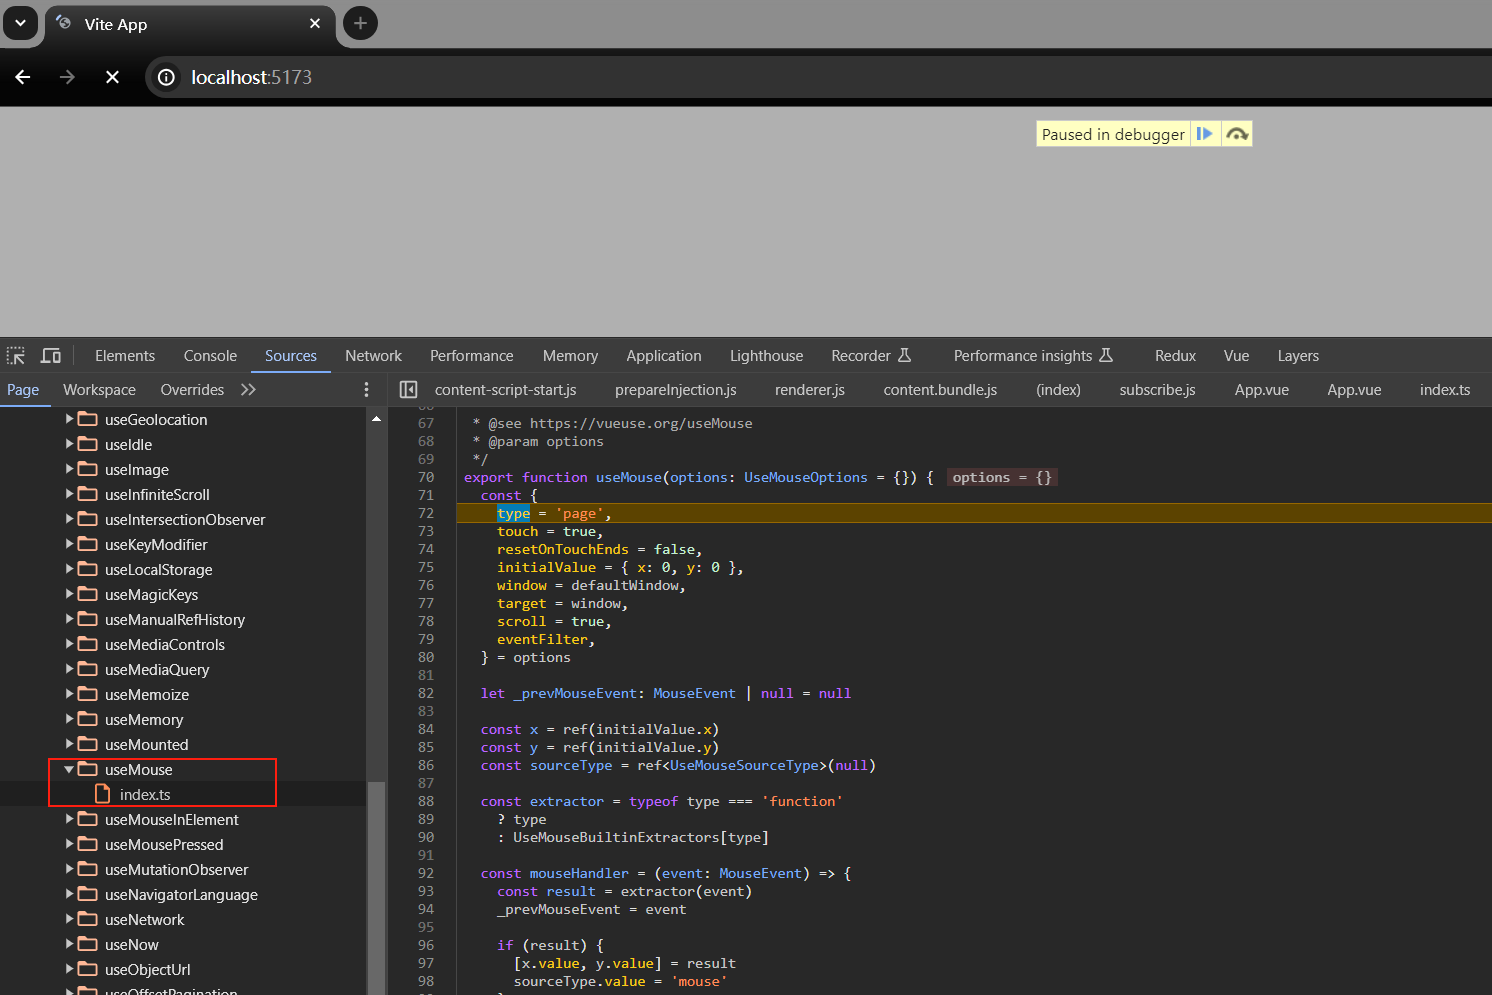 Vite App
localhost:5173
Paused in debugger
Elements Console Sources Network Performance Memory Application Lighthouse Recorder Performance insights Redux Vue Layers
Page Workspace Overrides
content-script-start.js prepareInjection.js renderer.js content.bundle.js (index) subscribe.js App.vue App.vue index.ts
useGeolocation
useIdle
useImage
useInfiniteScroll
useIntersectionObserver
useKeyModifier
useLocalStorage
useMagicKeys
useManualRefHistory
useMediaControls
useMediaQuery
useMemoize
useMemory
useMounted
useMouse
index.ts
useMouseInElement
useMousePressed
useMutationObserver
useNavigatorLanguage
useNetwork
useNow
useObjectUrl
useOffsetPagination
67 * @see https://vueuse.org/useMouse
68 * @param options
69 */
70 export function useMouse(options: UseMouseOptions = {}) { options = {}
71 const {
72 type = 'page',
73 touch = true,
74 resetOnTouchEnds = false,
75 initialValue = { x: 0, y: 0 },
76 window = defaultWindow,
77 target = window,
78 scroll = true,
79 eventFilter,
80 } = options
81
82 let _prevMouseEvent: MouseEvent | null = null
83
84 const x = ref(initialValue.x)
85 const y = ref(initialValue.y)
86 const sourceType = ref<UseMouseSourceType>(null)
87
88 const extractor = typeof type === 'function'
89 ? type
90 : UseMouseBuiltinExtractors[type]
91
92 const mouseHandler = (event: MouseEvent) => {
93 const result = extractor(event)
94 _prevMouseEvent = event
95
96 if (result) {
97 [x.value, y.value] = result
98 sourceType.value = 'mouse'